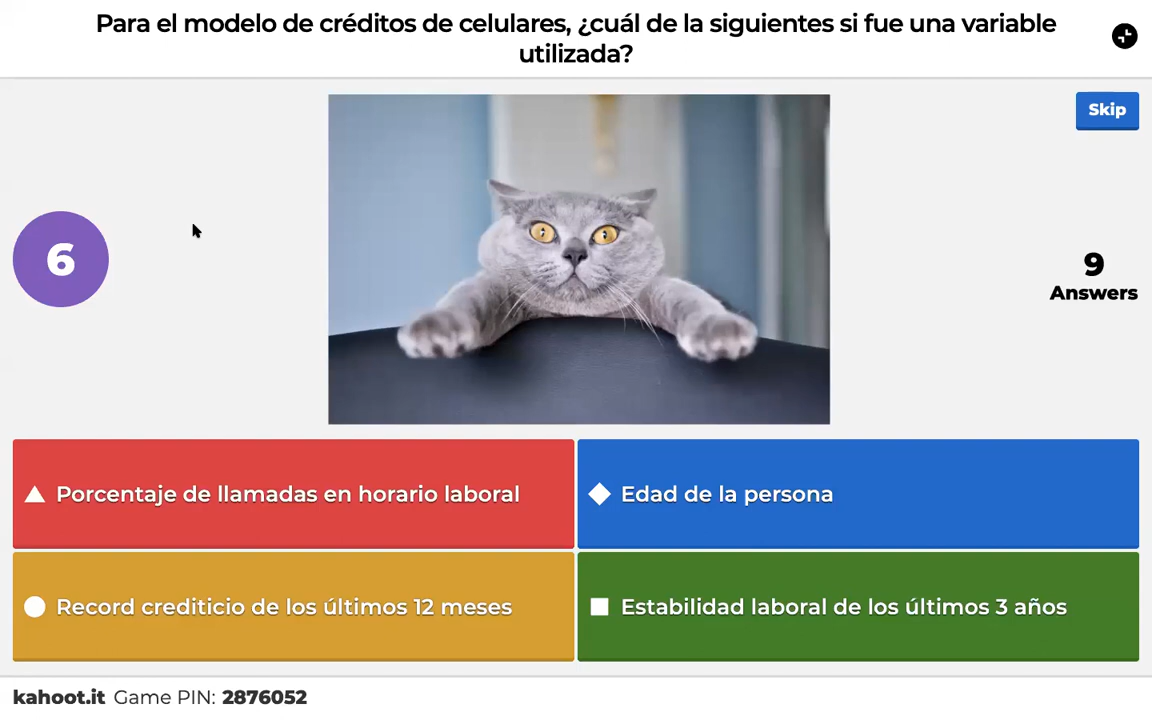 Para el modelo de créditos de celulares, ¿cuál de la siguientes si fue una variable
utilizada?
Skip
6
9
Answers
Porcentaje de llamadas en horario laboral
Edad de la persona
Record crediticio de los últimos 12 meses
Estabilidad laboral de los últimos 3 años
kahoot.it Game PIN: 2876052